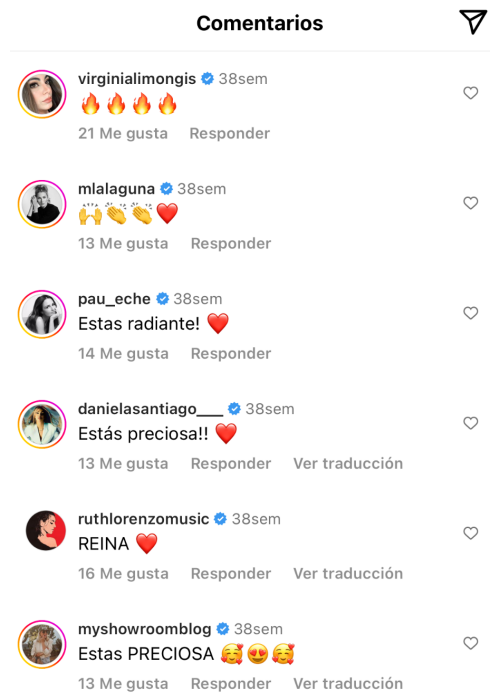 Comentarios
virginialimongis 38sem
🔥🔥🔥🔥
21 Me gusta Responder
mlalaguna 38sem
🙌👏👏❤️
13 Me gusta Responder
pau_eche 38sem
Estas radiante! ❤️
14 Me gusta Responder
danielasantiago___ 38sem
Estás preciosa!! ❤️
13 Me gusta Responder Ver traducción
ruthlorenzomusic 38sem
REINA ❤️
16 Me gusta Responder Ver traducción
myshowroomblog 38sem
Estas PRECIOSA 🥰😍🥰
13 Me gusta Responder Ver traducción